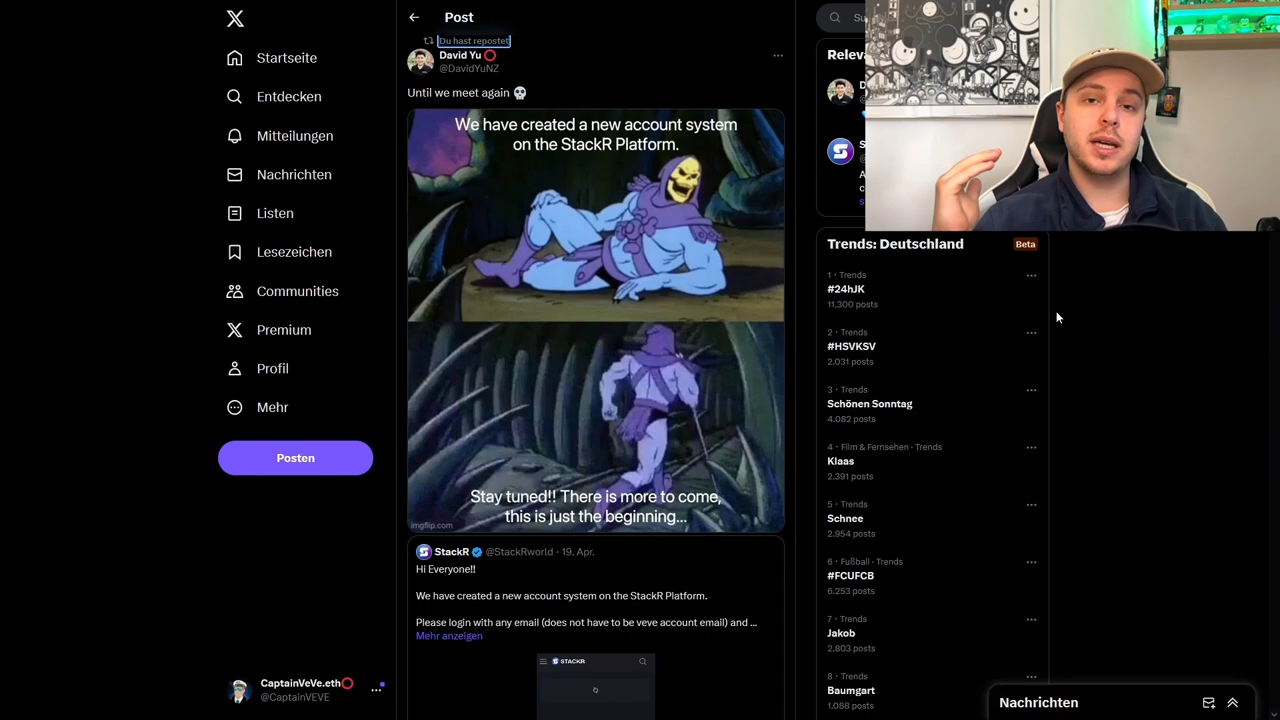 Startseite
Entdecken
Mitteilungen
Nachrichten
Listen
Lesezeichen
Communities
Premium
Profil
Mehr
Posten
CaptainVeVe.eth
@CaptainVEVE
Post
Du hast repostet
David Yu
@DavidYuNZ
Until we meet again
We have created a new account system
on the StackR Platform.
Stay tuned!! There is more to come,
this is just the beginning...
imgflip.com
StackR @StackRworld · 19. Apr.
Hi Everyone!!
We have created a new account system on the StackR Platform.
Please login with any email (does not have to be veve account email) and ...
Mehr anzeigen
STACKR
Trends: Deutschland
Beta
1 · Trends
#24hJK
11.300 posts
2 · Trends
#HSVKSV
2.031 posts
3 · Trends
Schönen Sonntag
4.082 posts
4 · Film & Fernsehen · Trends
Klaas
2.391 posts
5 · Trends
Schnee
2.954 posts
6 · Fußball · Trends
#FCUFCB
6.253 posts
7 · Trends
Jakob
2.803 posts
8 · Trends
Baumgart
1.088 posts
Nachrichten